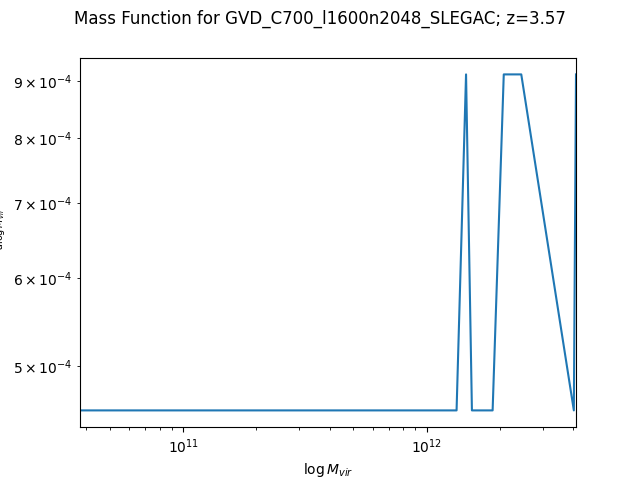 Mass Function for GVD_C700_l1600n2048_SLEGAC; z=3.57
9 × 10⁻⁴
8 × 10⁻⁴
7 × 10⁻⁴
6 × 10⁻⁴
5 × 10⁻⁴
10¹¹ 10¹²
log M_vir